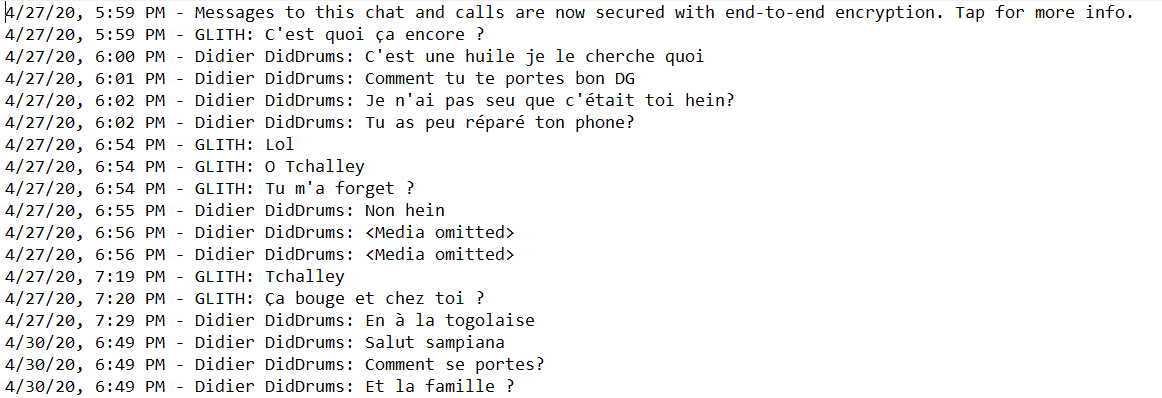 4/27/20, 5:59 PM - Messages to this chat and calls are now secured with end-to-end encryption. Tap for more info.
4/27/20, 5:59 PM - GLITH: C'est quoi ça encore ?
4/27/20, 6:00 PM - Didier DidDrums: C'est une huile je le cherche quoi
4/27/20, 6:01 PM - Didier DidDrums: Comment tu te portes bon DG
4/27/20, 6:02 PM - Didier DidDrums: Je n'ai pas seu que c'était toi hein?
4/27/20, 6:02 PM - Didier DidDrums: Tu as peu réparé ton phone?
4/27/20, 6:54 PM - GLITH: Lol
4/27/20, 6:54 PM - GLITH: O Tchalley
4/27/20, 6:54 PM - GLITH: Tu m'a forget ?
4/27/20, 6:55 PM - Didier DidDrums: Non hein
4/27/20, 6:56 PM - Didier DidDrums: <Media omitted>
4/27/20, 6:56 PM - Didier DidDrums: <Media omitted>
4/27/20, 7:19 PM - GLITH: Tchalley
4/27/20, 7:20 PM - GLITH: Ça bouge et chez toi ?
4/27/20, 7:29 PM - Didier DidDrums: En à la togolaise
4/30/20, 6:49 PM - Didier DidDrums: Salut sampiana
4/30/20, 6:49 PM - Didier DidDrums: Comment se portes?
4/30/20, 6:49 PM - Didier DidDrums: Et la famille ?